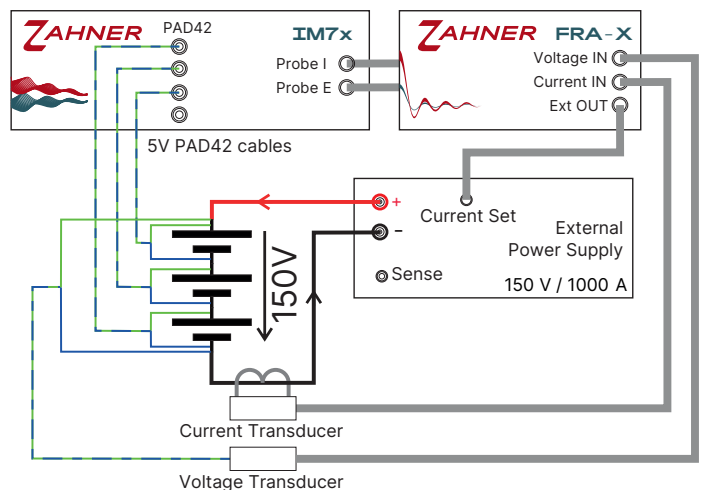 ZAHNER
PAD42
IM7x
Probe I
Probe E
ZAHNER
FRA-X
Voltage IN
Current IN
Ext OUT
5V PAD42 cables
+
Current Set
−
External
Power Supply
Sense
150 V / 1000 A
150V
Current Transducer
Voltage Transducer